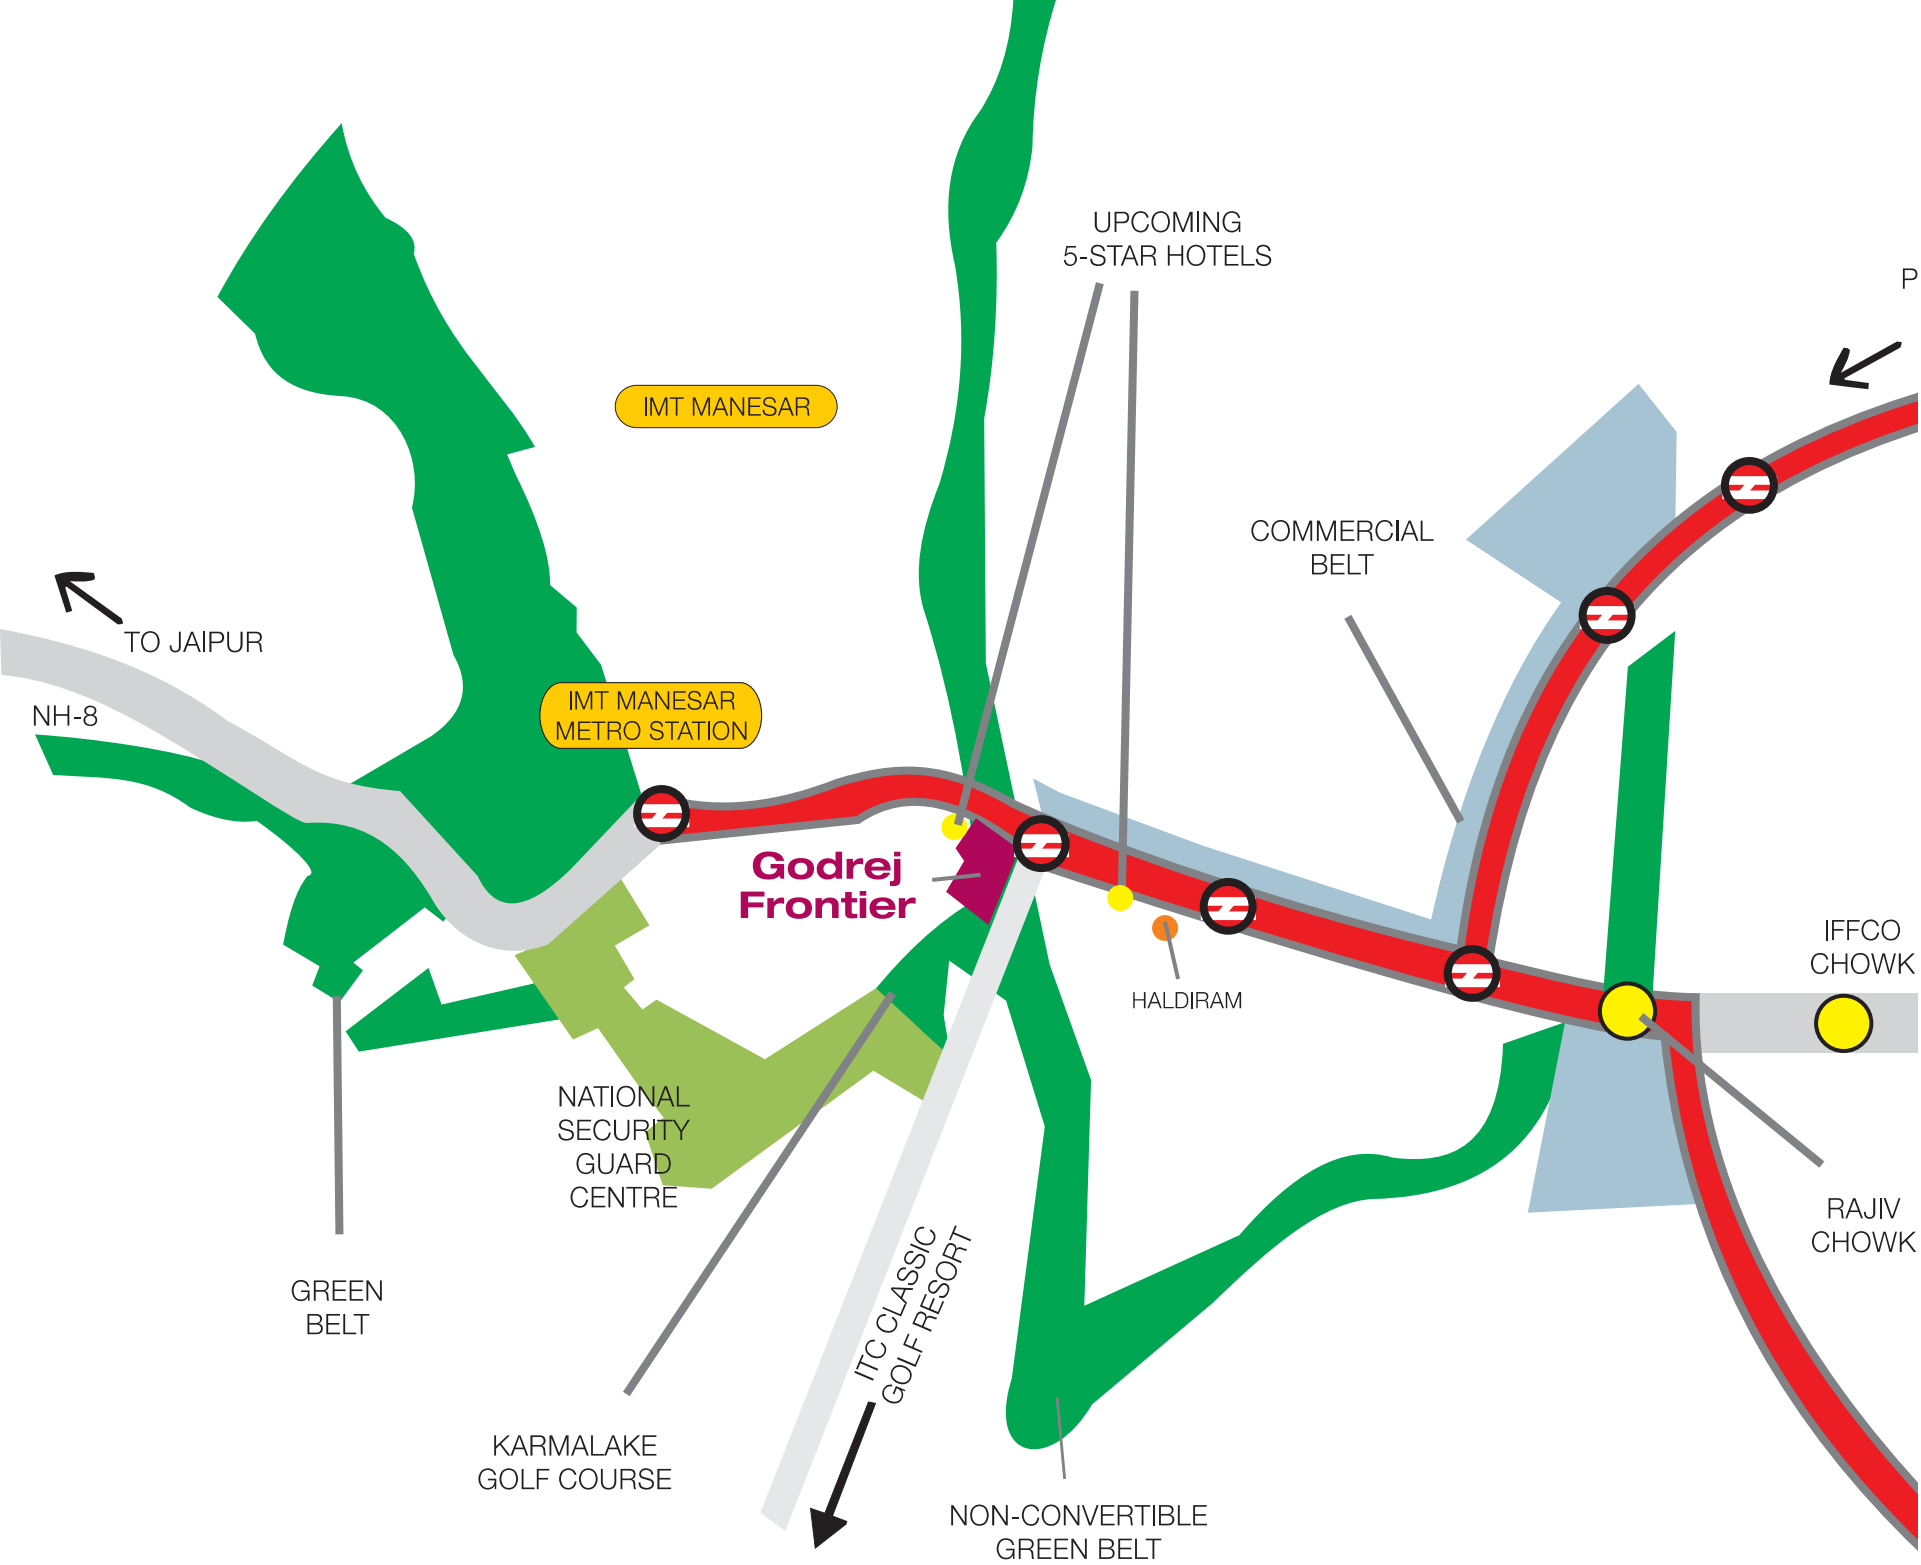 UPCOMING
5-STAR HOTELS
P
IMT MANESAR
COMMERCIAL
BELT
TO JAIPUR
NH-8
IMT MANESAR
METRO STATION
Godrej
Frontier
IFFCO
CHOWK
HALDIRAM
NATIONAL
SECURITY
GUARD
CENTRE
RAJIV
CHOWK
ITC CLASSIC
GOLF RESORT
GREEN
BELT
KARMALAKE
GOLF COURSE
NON-CONVERTIBLE
GREEN BELT